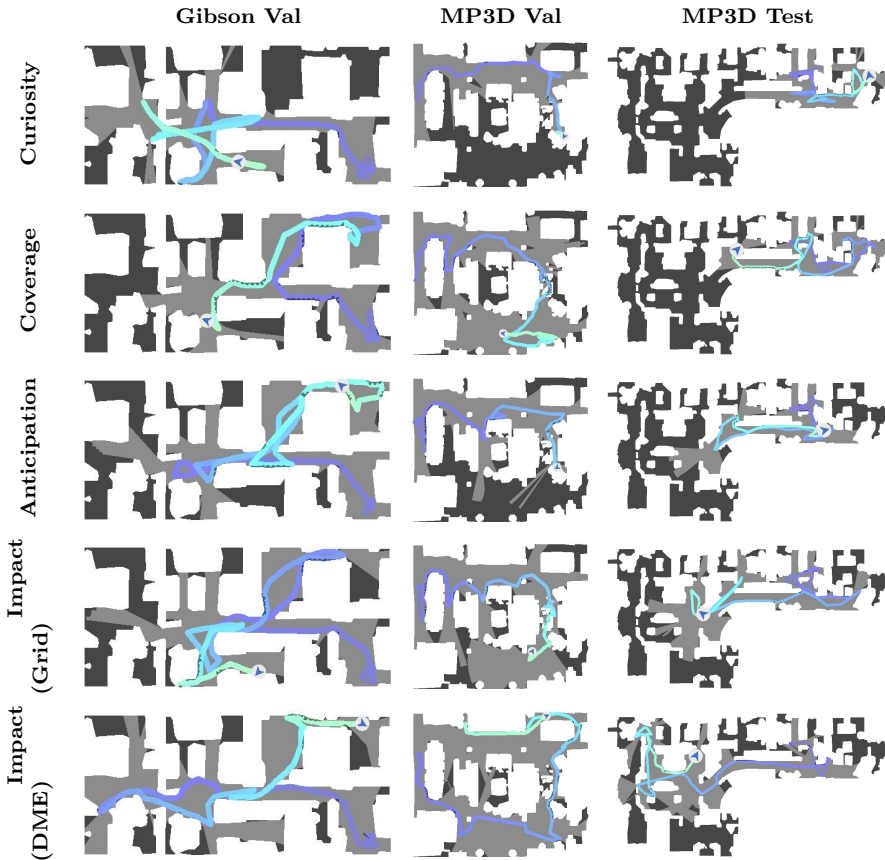 Gibson Val
MP3D Val
MP3D Test
Curiosity
Coverage
Anticipation
Impact
(Grid)
Impact
(DME)